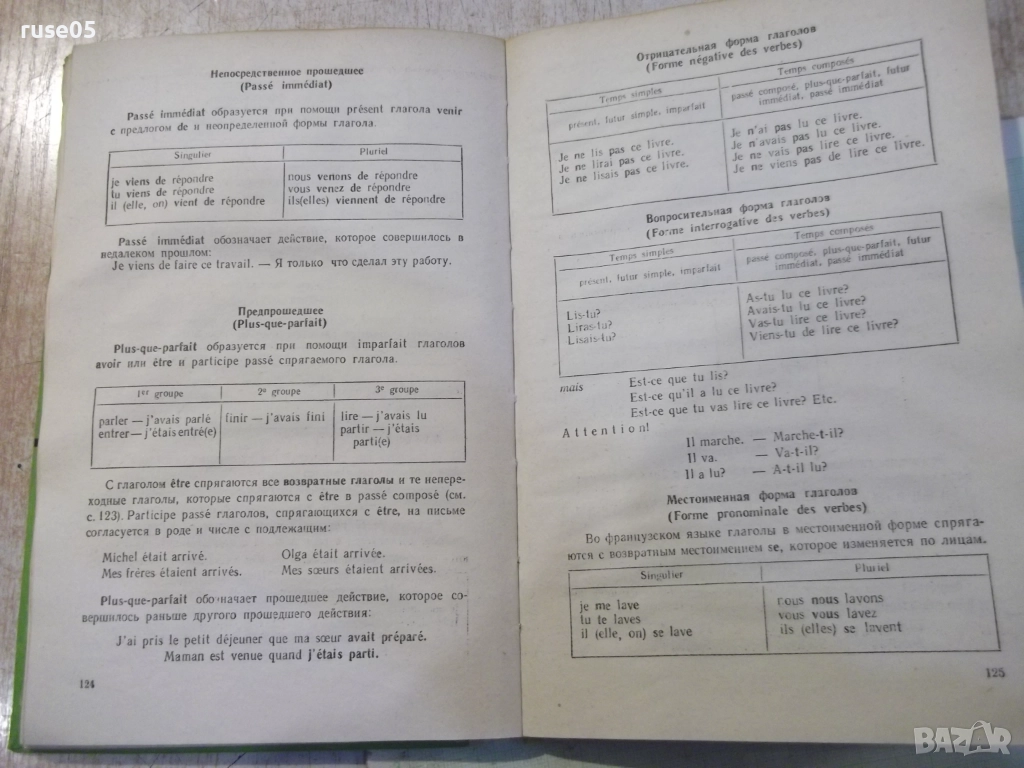 ruse05
Непосредственное прошедшее
(Passé immédiat)
Passé immédiat образуется при помощи présent глагола venir
с предлогом de и неопределенной формы глагола.
Singulier Pluriel
je viens de répondre nous venons de répondre
tu viens de répondre vous venez de répondre
il (elle, on) vient de répondre ils(elles) viennent de répondre
Passé immédiat обозначает действие, которое совершилось в
недалеком прошлом:
Je viens de faire ce travail. — Я только что сделал эту работу.
Предпрошедшее
(Plus-que-parfait)
Plus-que-parfait образуется при помощи imparfait глаголов
avoir или être и participe passé спрягаемого глагола.
1er groupe 2e groupe 3e groupe
parler — j'avais parlé finir — j'avais fini lire — j'avais lu
entrer — j'étais entré(e) partir — j'étais
parti(e)
С глаголом être спрягаются все возвратные глаголы и те непере-
ходные глаголы, которые спрягаются с être в passé composé (см.
с. 123). Participe passé глаголов, спрягающихся с être, на письме
согласуется в роде и числе с подлежащим:
Michel était arrivé. Olga était arrivée.
Mes frères étaient arrivés. Mes sœurs étaient arrivées.
Plus-que-parfait обозначает прошедшее действие, которое со-
вершилось раньше другого прошедшего действия:
J'ai pris le petit déjeuner que ma sœur avait préparé.
Maman est venue quand j'étais parti.
124
Отрицательная форма глаголов
(Forme négative des verbes)
Temps simples Temps composés
présent, futur simple, imparfait passé composé, plus-que-parfait, futur
immédiat, passé immédiat
Je ne lis pas ce livre. Je n'ai pas lu ce livre.
Je ne lirai pas ce livre. Je n'avais pas lu ce livre.
Je ne lisais pas ce livre. Je ne vais pas lire ce livre.
Je ne viens pas de lire ce livre.
Вопросительная форма глаголов
(Forme interrogative des verbes)
Temps simples Temps composés
présent, futur simple, imparfait passé composé, plus-que-parfait, futur
immédiat, passé immédiat
Lis-tu? As-tu lu ce livre?
Liras-tu? Avais-tu lu ce livre?
Lisais-tu? Vas-tu lire ce livre?
Viens-tu de lire ce livre?
mais Est-ce que tu lis?
Est-ce qu'il a lu ce livre?
Est-ce que tu vas lire ce livre? Etc.
Attention!
Il marche. — Marche-t-il?
Il va. — Va-t-il?
Il a lu? — A-t-il lu?
Местоименная форма глаголов
(Forme pronominale des verbes)
Во французском языке глаголы в местоименной форме спряга-
ются с возвратным местоимением se, которое изменяется по лицам.
Singulier Pluriel
je me lave nous nous lavons
tu te laves vous vous lavez
il (elle, on) se lave ils (elles) se lavent
125
BAZAR